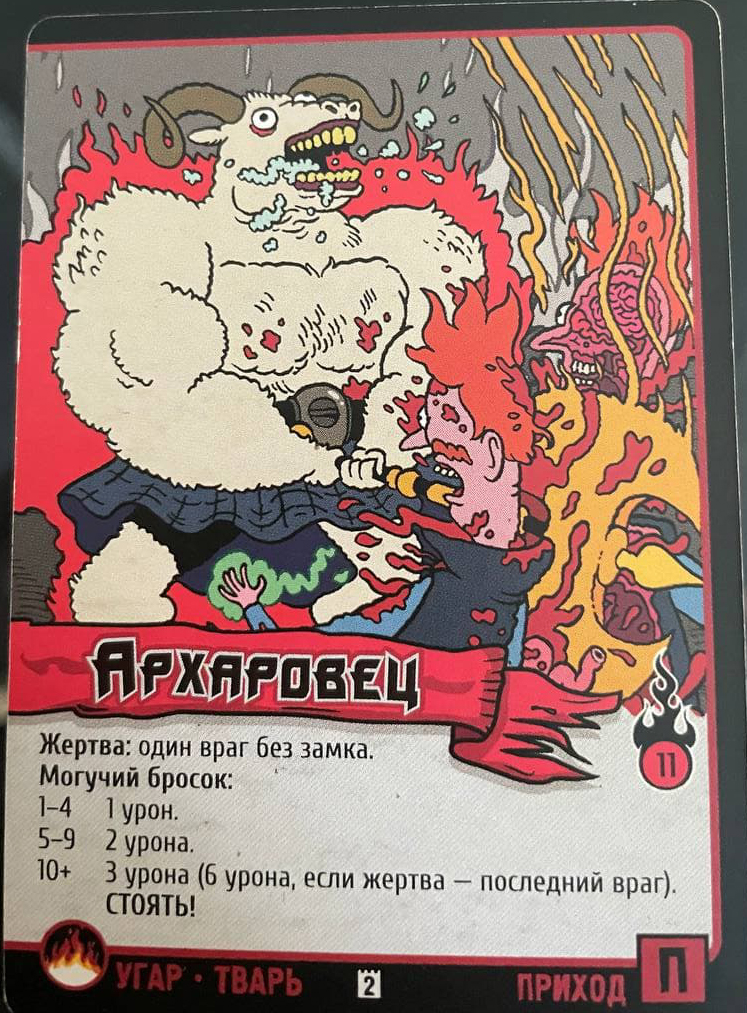 Архаровец
11
Жертва: один враг без замка.
Могучий бросок:
1–4 1 урон.
5–9 2 урона.
10+ 3 урона (6 урона, если жертва — последний враг).
СТОЯТЬ!
УГАР · ТВАРЬ 2 ПРИХОД П